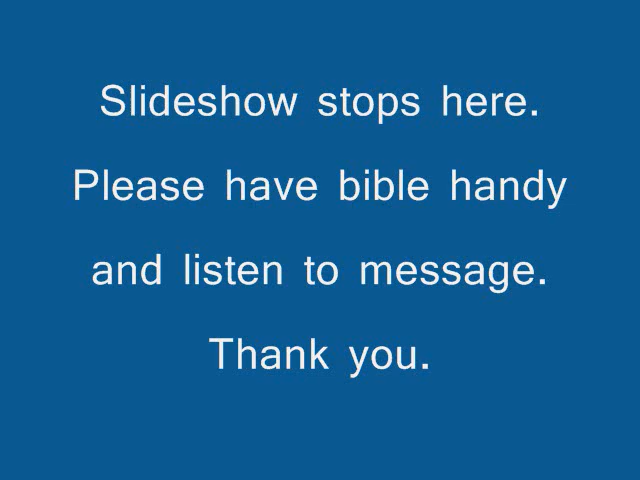 Slideshow stops here.
Please have bible handy
and listen to message.
Thank you.